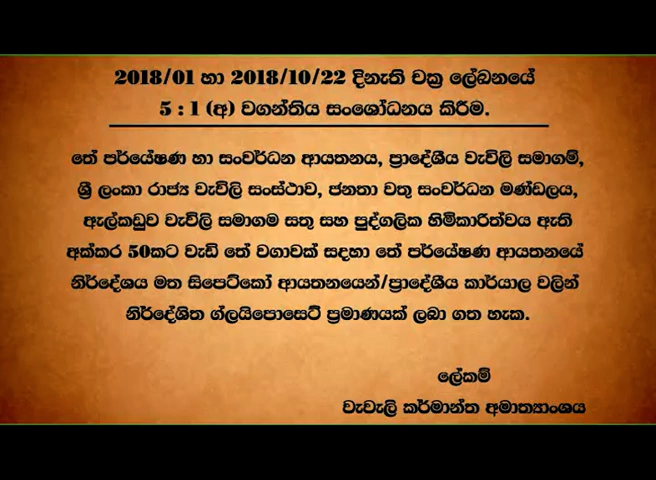 2018/01 හා 2018/10/22 දිනැති චක්‍ර ලේඛනයේ
5 : 1 (අ) වගන්තිය සංශෝධනය කිරීම.
තේ පර්යේෂණ හා සංවර්ධන ආයතනය, ප්‍රාදේශීය වැවිලි සමාගම්,
ශ්‍රී ලංකා රාජ්‍ය වැවිලි සංස්ථාව, ජනතා වතු සංවර්ධන මණ්ඩලය,
ඇල්කඩුව වැවිලි සමාගම සතු සහ පුද්ගලික හිමිකාරිත්වය ඇති
අක්කර 50කට වැඩි තේ වගාවක් සඳහා තේ පර්යේෂණ ආයතනයේ
නිර්දේශය මත සිපෙට්කෝ ආයතනයෙන්/ප්‍රාදේශීය කාර්යාල වලින්
නිර්දේශිත ග්ලයිපොසෙට් ප්‍රමාණයක් ලබා ගත හැක.
ලේකම්
වැවැලි කර්මාන්ත අමාත්‍යාංශය